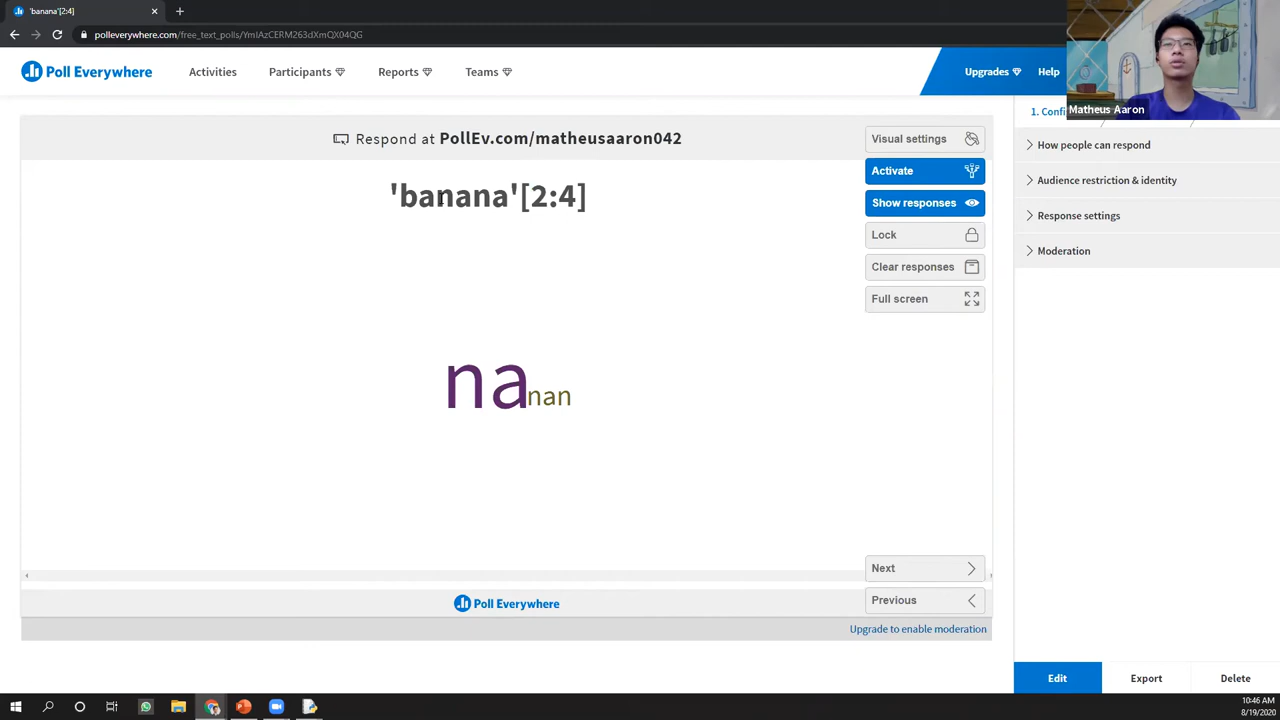 'banana'[2:4]
polleverywhere.com/free_text_polls/YmIAzCERM263dXmQX04QG
Poll Everywhere
Activities
Participants
Reports
Teams
Upgrades
Help
Matheus Aaron
Respond at PollEv.com/matheusaaron042
'banana'[2:4]
na
nan
Visual settings
Activate
Show responses
Lock
Clear responses
Full screen
Next
Previous
Poll Everywhere
Upgrade to enable moderation
How people can respond
Audience restriction & identity
Response settings
Moderation
Edit
Export
Delete
10:46 AM
8/19/2020